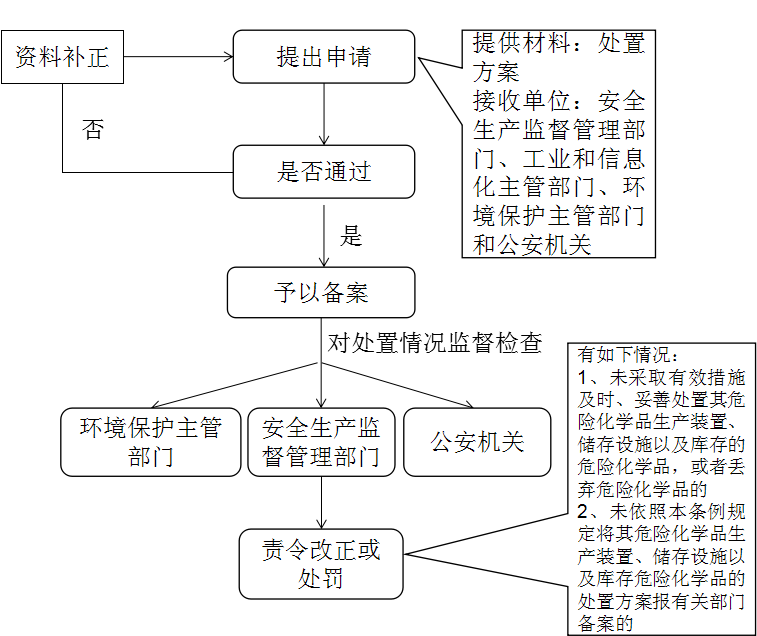 资料补正
提出申请
提供材料：处置
方案
接收单位：安全
生产监督管理部
门、工业和信息
化主管部门、环
境保护主管部门
和公安机关
否
是否通过
是
予以备案
对处置情况监督检查
环境保护主管
部门
安全生产监
督管理部门
公安机关
有如下情况：
1、未采取有效措施
及时、妥善处置其危
险化学品生产装置、
储存设施以及库存的
危险化学品，或者丢
弃危险化学品的
2、未依照本条例规
定将其危险化学品生
产装置、储存设施以
及库存危险化学品的
处置方案报有关部门
备案的
责令改正或
处罚